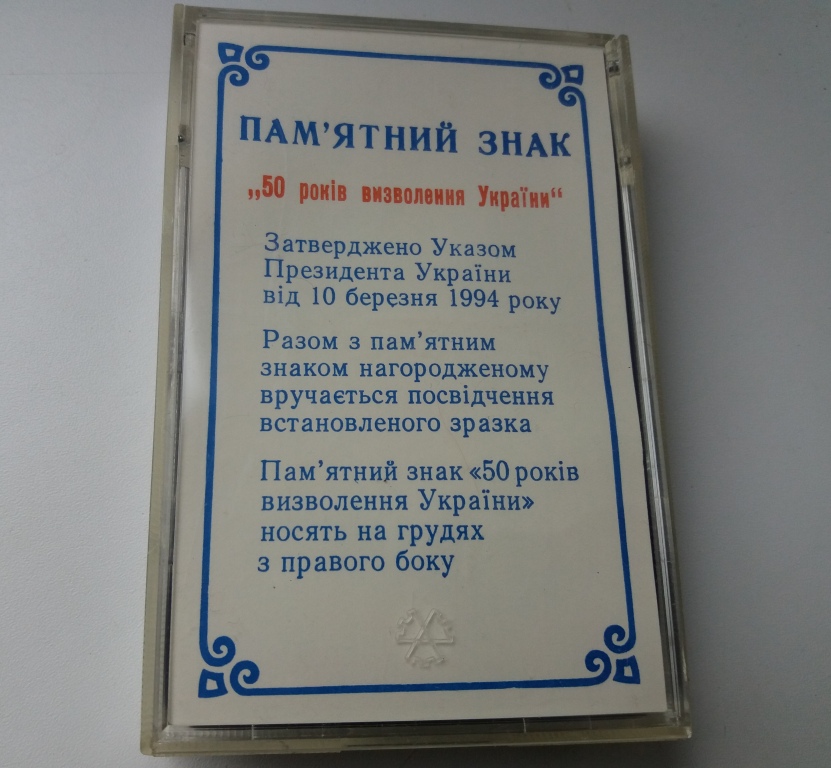 ПАМ’ЯТНИЙ ЗНАК
„50 років визволення України“
Затверджено Указом
Президента України
від 10 березня 1994 року
Разом з пам’ятним
знаком нагородженому
вручається посвідчення
встановленого зразка
Пам’ятний знак «50 років
визволення України»
носять на грудях
з правого боку